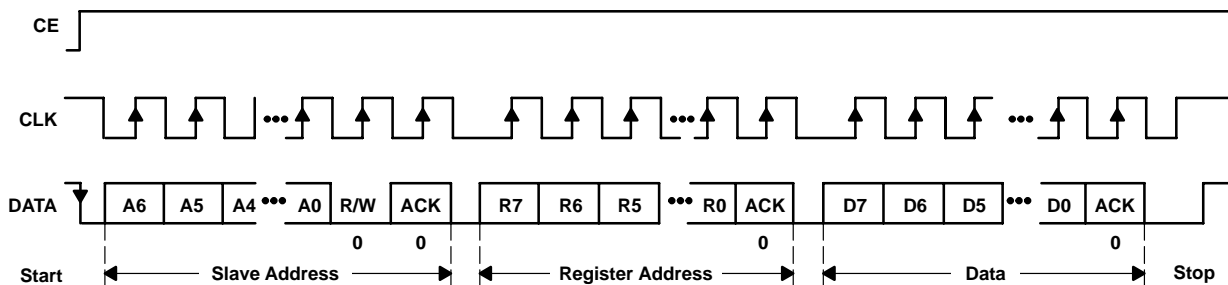 CE
CLK
DATA A6 A5 A4 ••• A0 R/W ACK R7 R6 R5 ••• R0 ACK D7 D6 D5 ••• D0 ACK
0 0 0 0
Start Slave Address Register Address Data Stop